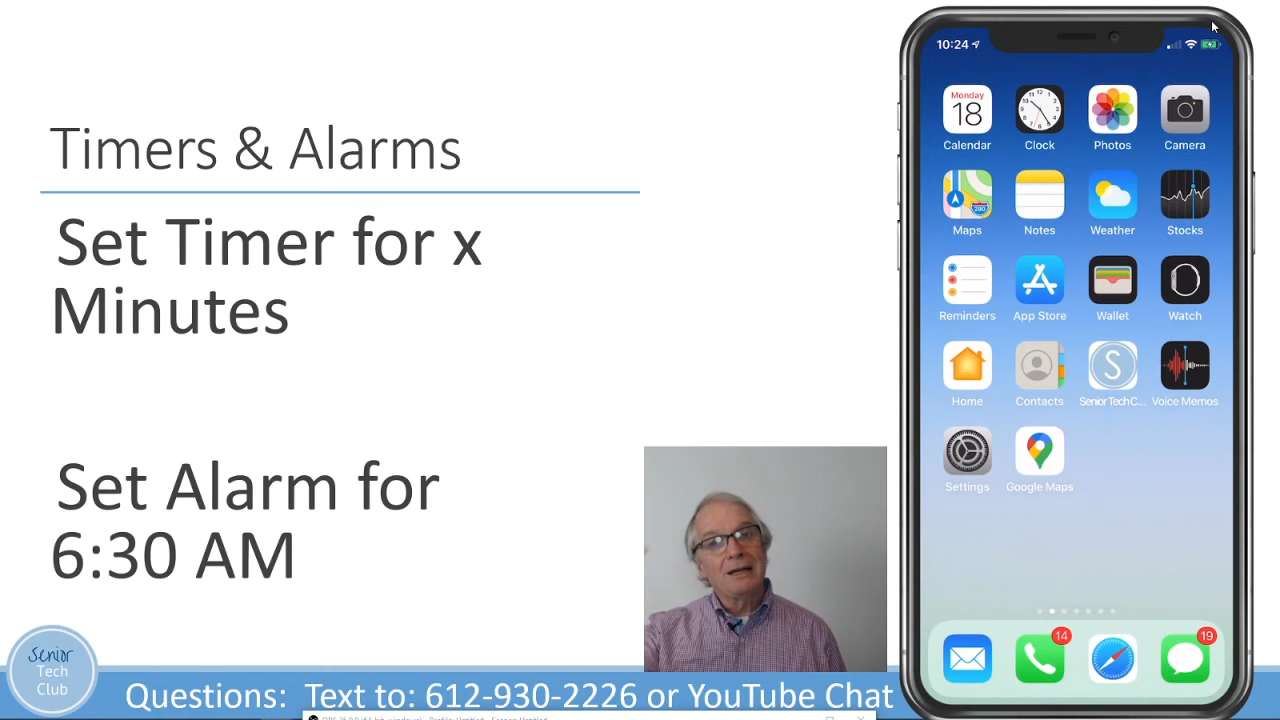 Timers & Alarms
Set Timer for x
Minutes
Set Alarm for
6:30 AM
Senior
Tech
Club
Questions: Text to: 612-930-2226 or YouTube Chat
10:24
Monday
18
Calendar
Clock
Photos
Camera
280
Maps
Notes
Weather
Stocks
Reminders
App Store
Wallet
Watch
S
Home
Contacts
SeniorTechC...
Voice Memos
Settings
Google Maps
14
19